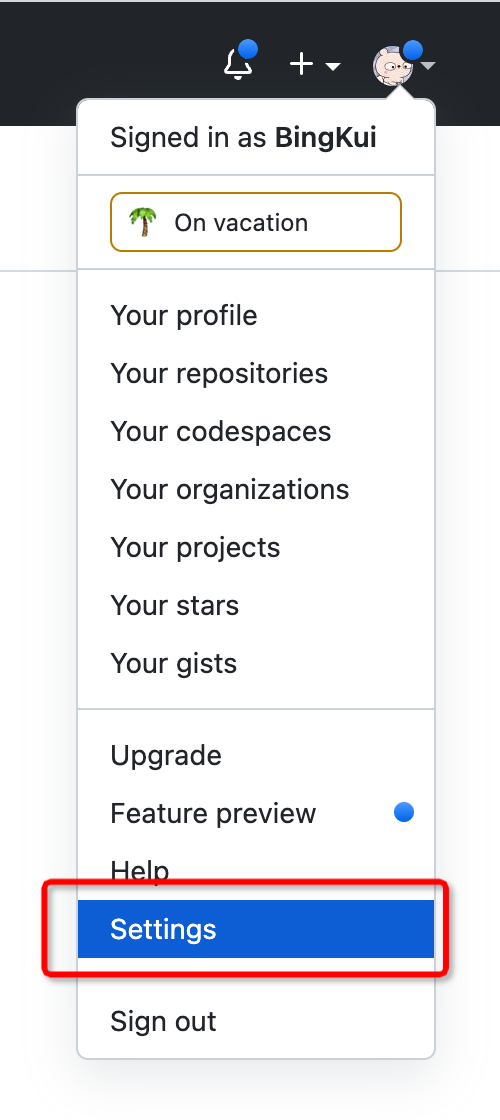 Signed in as BingKui
On vacation
Your profile
Your repositories
Your codespaces
Your organizations
Your projects
Your stars
Your gists
Upgrade
Feature preview
Help
Settings
Sign out